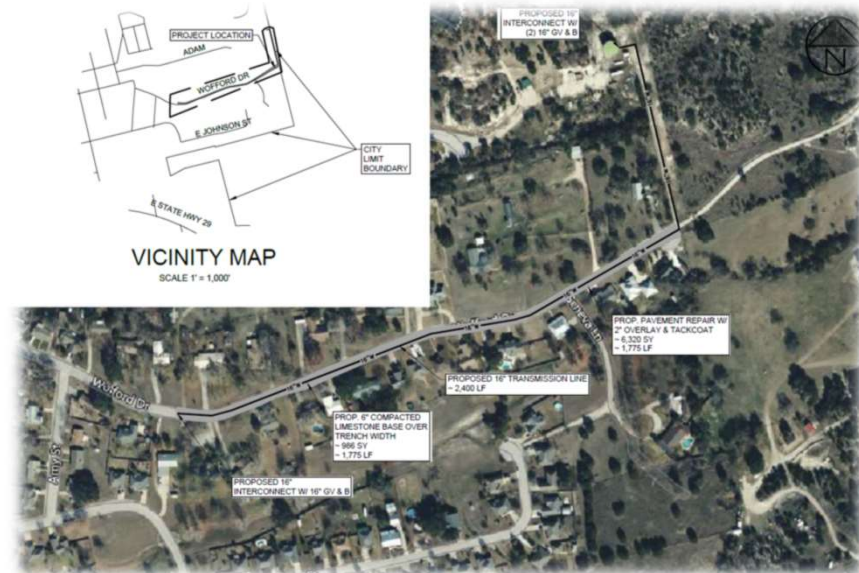 PROJECT LOCATION
ADAM
WOFFORD DR
E JOHNSON ST
CITY
LIMIT
BOUNDARY
E STATE HWY 29
VICINITY MAP
SCALE 1" = 1,000'
PROPOSED 16"
INTERCONNECT W/
(2) 16" GV & B
N
PROP. PAVEMENT REPAIR W/
2" OVERLAY & TACKCOAT
~ 6,320 SY
~ 1,775 LF
PROPOSED 16" TRANSMISSION LINE
~ 2,400 LF
Wofford Dr
PROP. 6" COMPACTED
LIMESTONE BASE OVER
TRENCH WIDTH
~ 986 SY
~ 1,775 LF
Amy St
PROPOSED 16"
INTERCONNECT W/ 16" GV & B